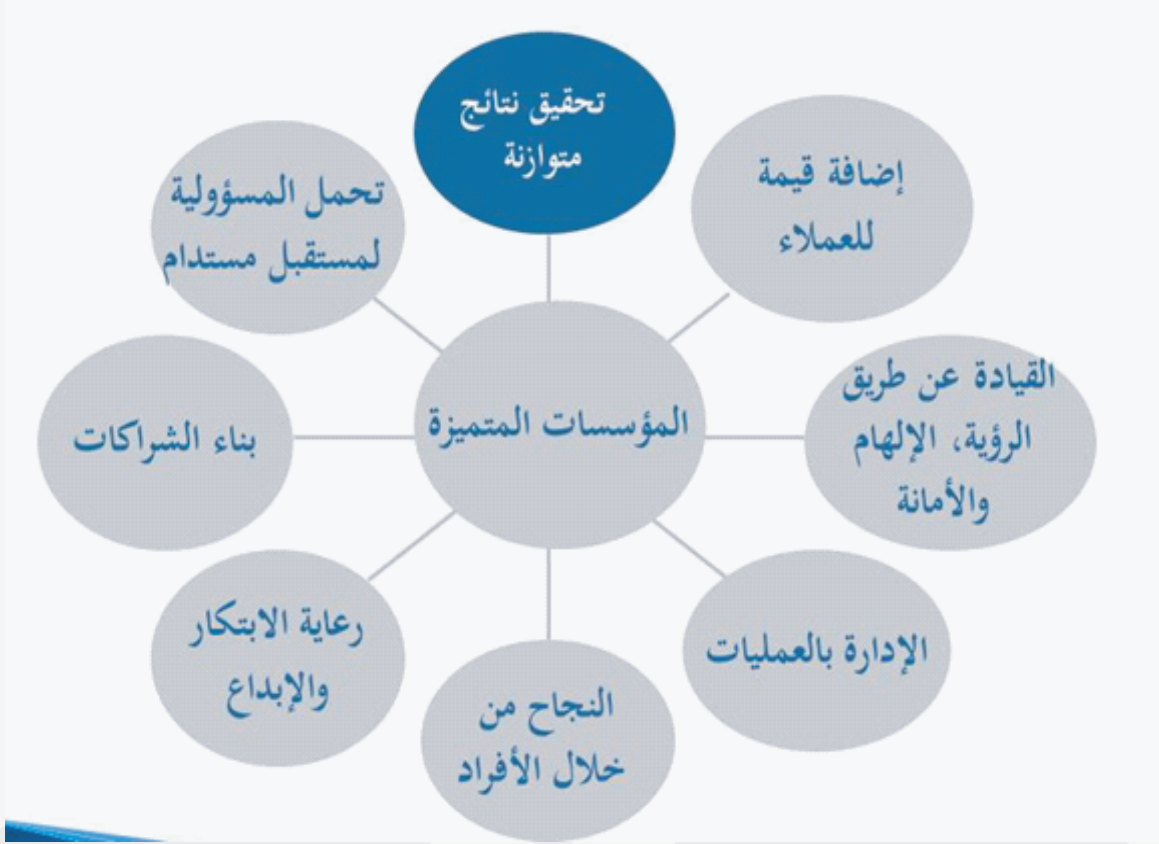 تحقيق نتائج
متوازنة
إضافة قيمة
للعملاء
القيادة عن طريق
الرؤية، الإلهام
والأمانة
الإدارة بالعمليات
النجاح من
خلال الأفراد
رعاية الابتكار
والإبداع
بناء الشراكات
تحمل المسؤولية
لمستقبل مستدام
المؤسسات المتميزة